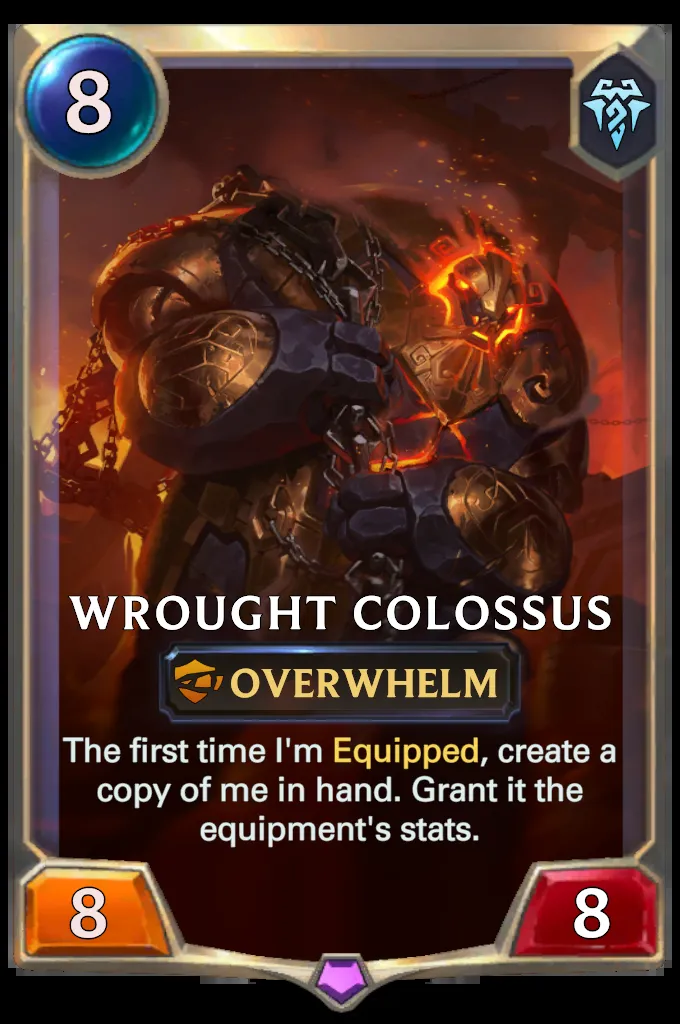 8
WROUGHT COLOSSUS
OVERWHELM
The first time I'm Equipped, create a
copy of me in hand. Grant it the
equipment's stats.
8
8